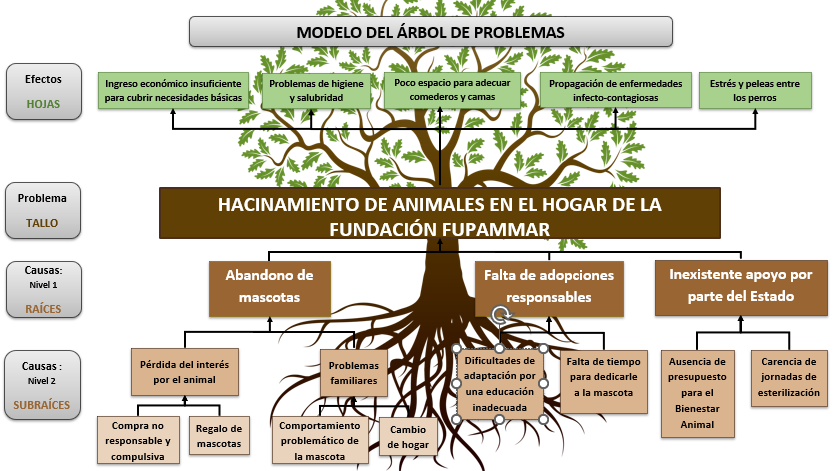 MODELO DEL ÁRBOL DE PROBLEMAS
Efectos
HOJAS
Ingreso económico insuficiente
para cubrir necesidades básicas
Problemas de higiene
y salubridad
Poco espacio para adecuar
comederos y camas
Propagación de enfermedades
infecto-contagiosas
Estrés y peleas entre
los perros
Problema
TALLO
HACINAMIENTO DE ANIMALES EN EL HOGAR DE LA
FUNDACIÓN FUPAMMAR
Causas:
Nivel 1
RAÍCES
Abandono de
mascotas
Falta de adopciones
responsables
Inexistente apoyo por
parte del Estado
Causas :
Nivel 2
SUBRAÍCES
Pérdida del interés
por el animal
Problemas
familiares
Dificultades de
adaptación por
una educación
inadecuada
Falta de tiempo
para dedicarle
a la mascota
Ausencia de
presupuesto
para el
Bienestar
Animal
Carencia de
jornadas de
esterilización
Compra no
responsable y
compulsiva
Regalo de
mascotas
Comportamiento
problemático de
la mascota
Cambio
de hogar